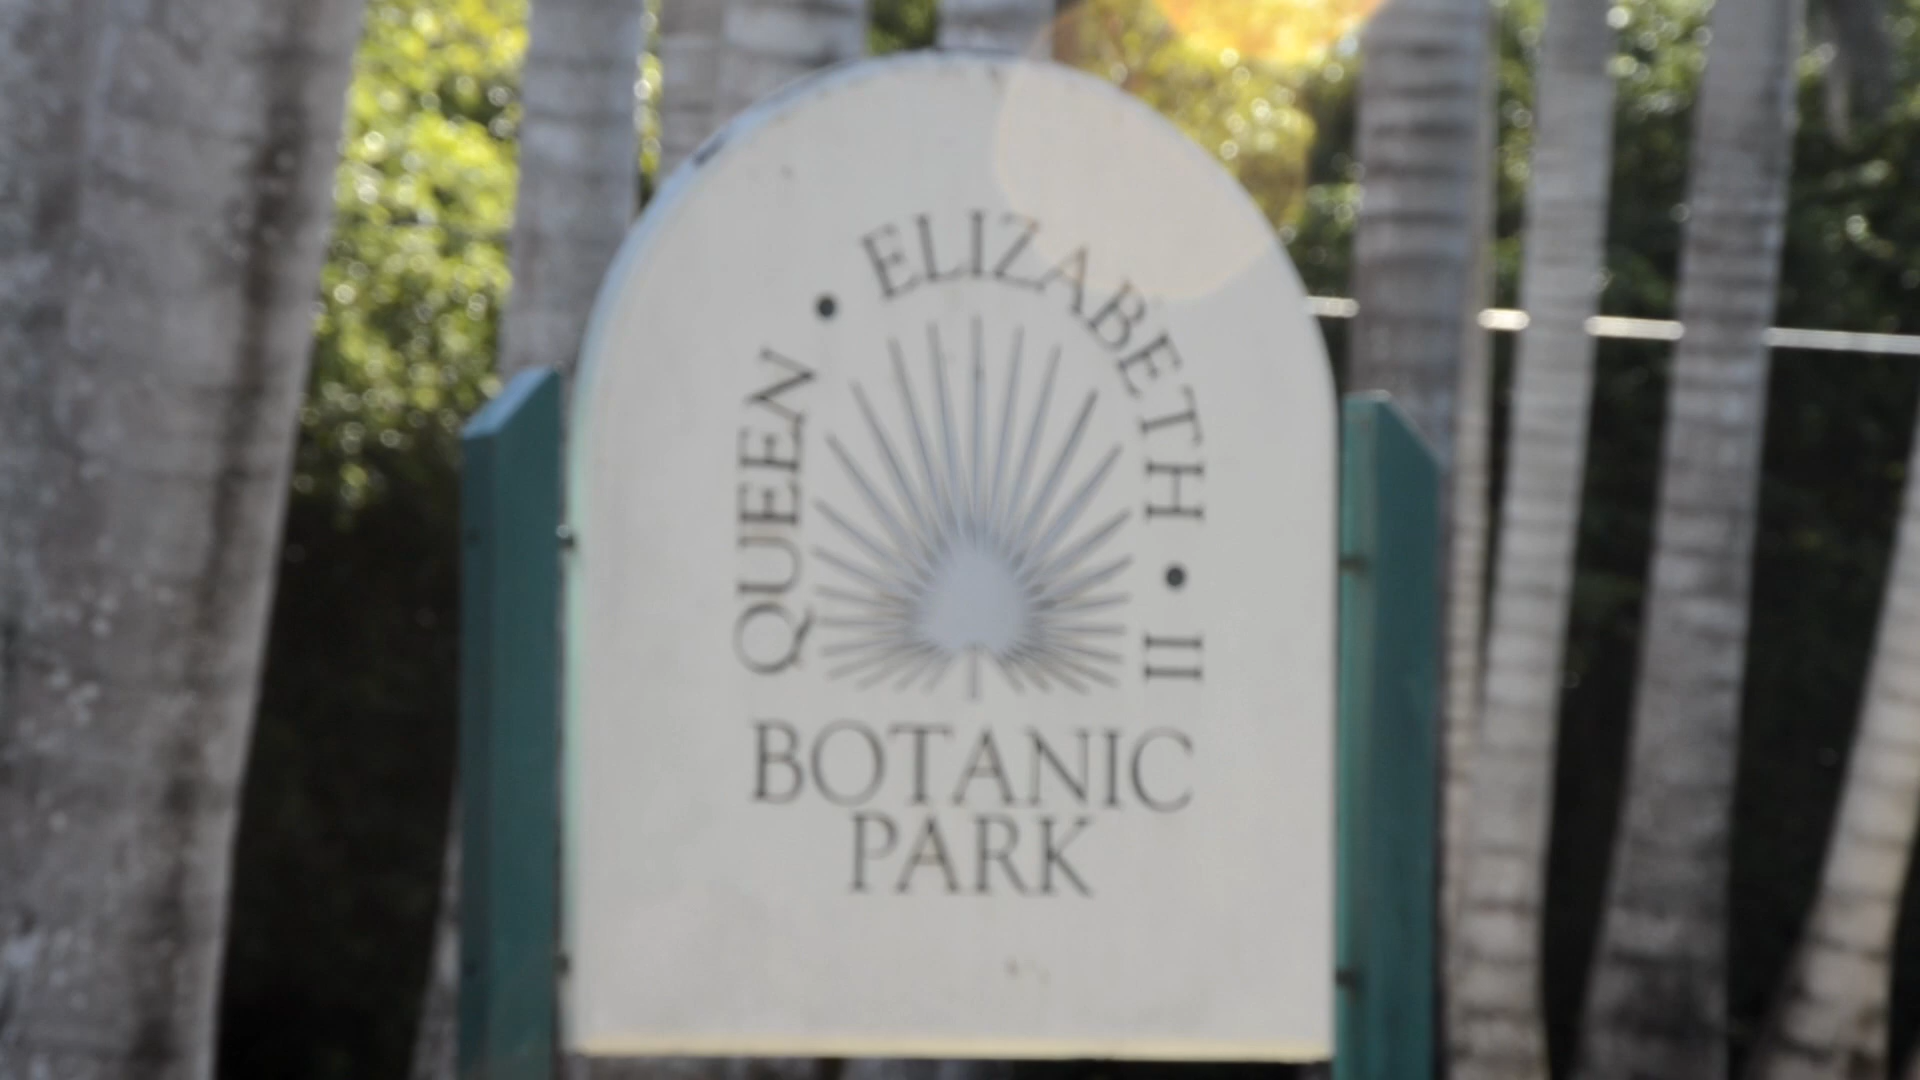 QUEEN • ELIZABETH • II
BOTANIC
PARK